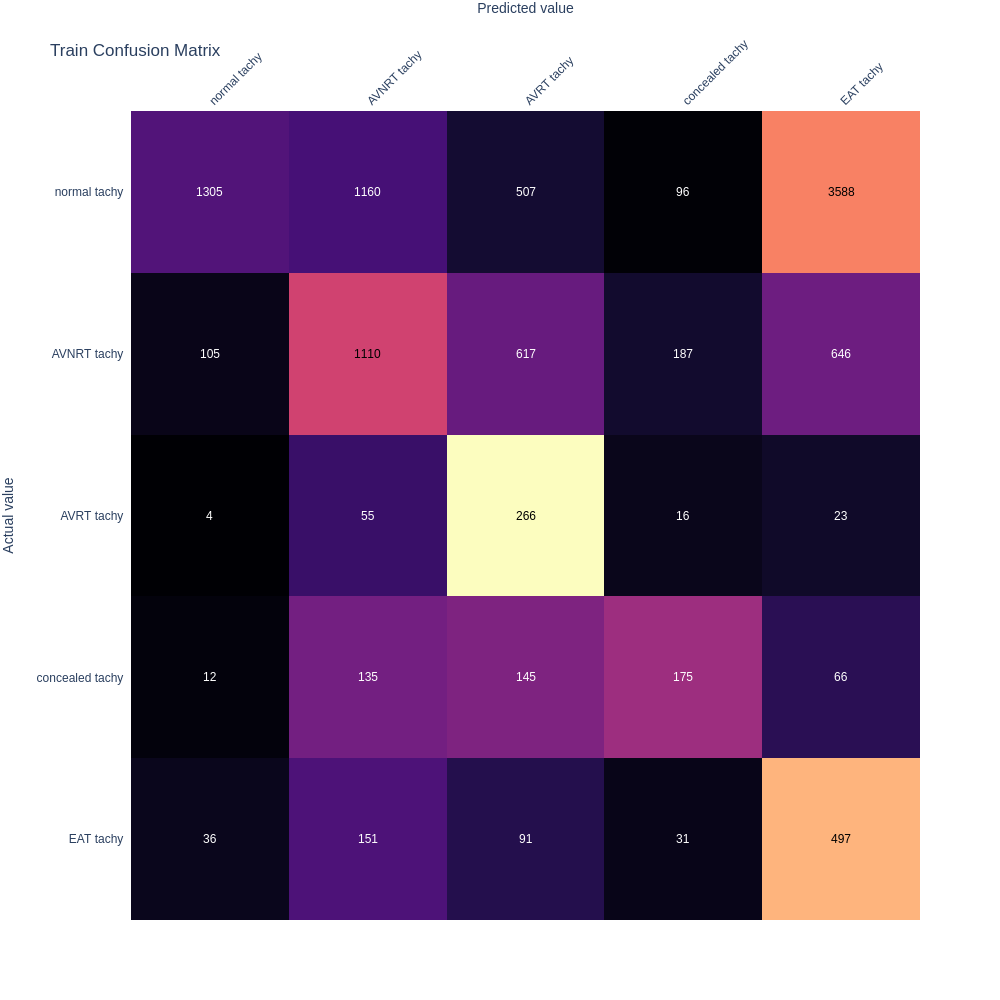 Predicted value
Train Confusion Matrix
normal tachy AVNRT tachy AVRT tachy concealed tachy EAT tachy
normal tachy 1305 1160 507 96 3588
AVNRT tachy 105 1110 617 187 646
Actual value
AVRT tachy 4 55 266 16 23
concealed tachy 12 135 145 175 66
EAT tachy 36 151 91 31 497